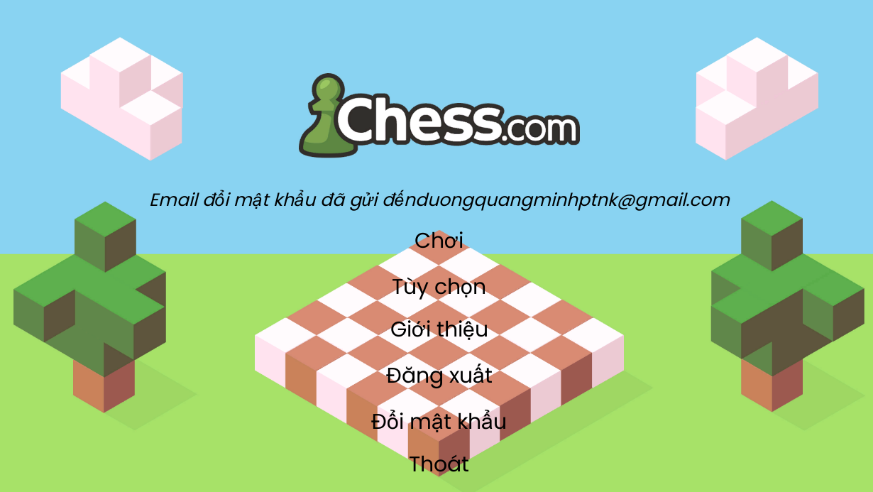 Chess.com
Email đổi mật khẩu đã gửi đếnduongquangminhptnk@gmail.com
Chơi
Tùy chọn
Giới thiệu
Đăng xuất
Đổi mật khẩu
Thoát